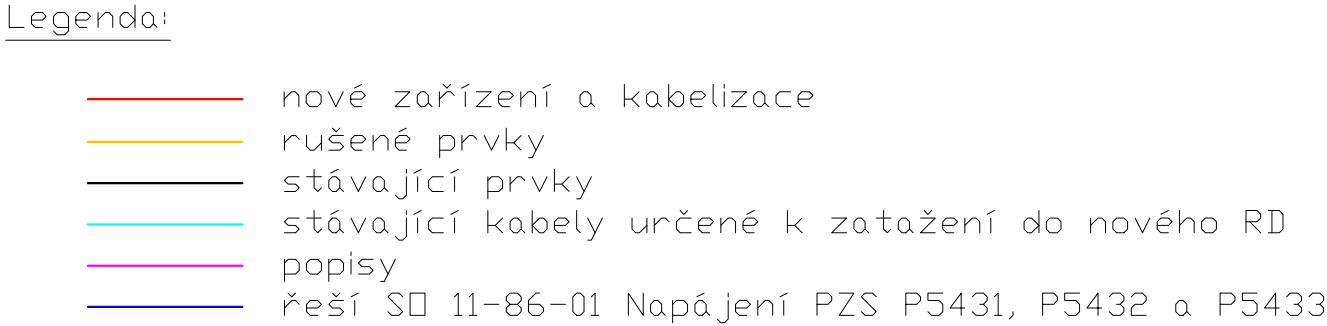 Legenda:
nové zařízení a kabelizace
rušené prvky
stávající prvky
stávající kabely určené k zatažení do nového RD
popisy
řeší SO 11-86-01 Napájení PZS P5431, P5432 a P5433